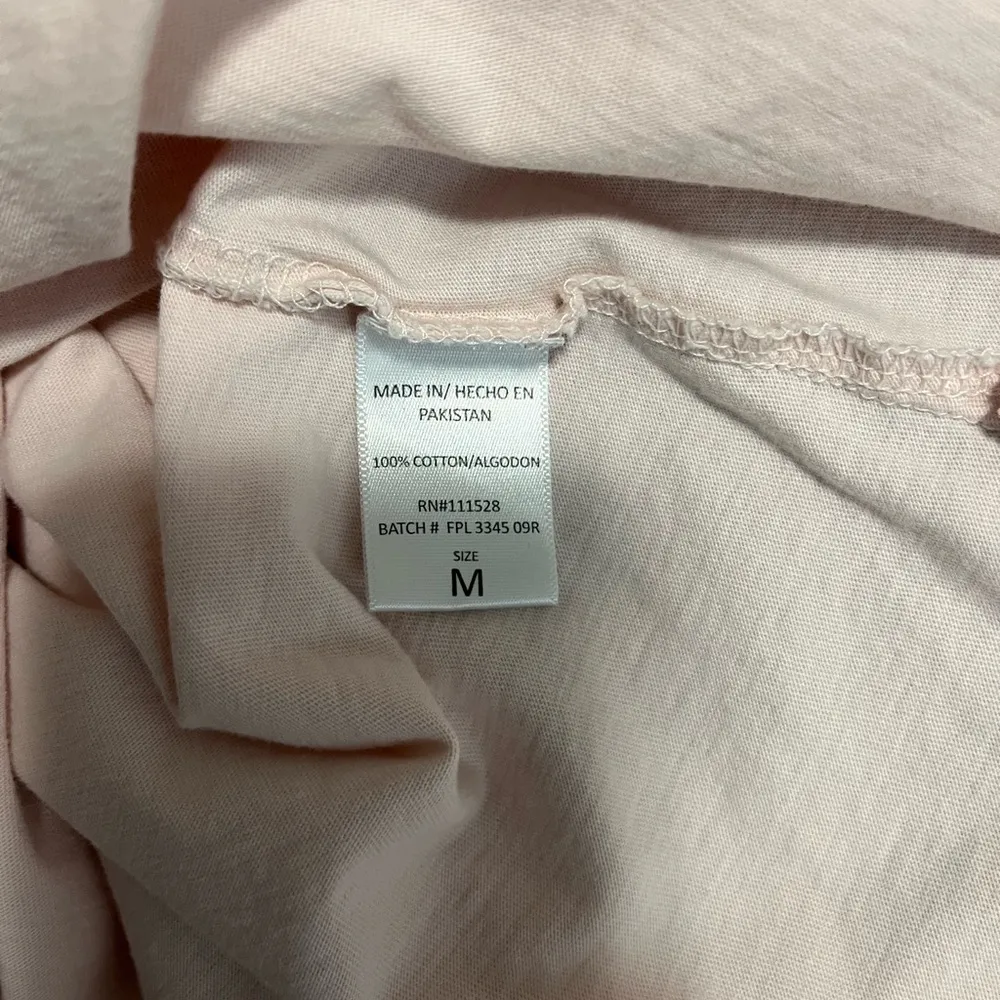 MADE IN/ HECHO EN
PAKISTAN
100% COTTON/ALGODON
RN#111528
BATCH # FPL 3345 09R
SIZE
M